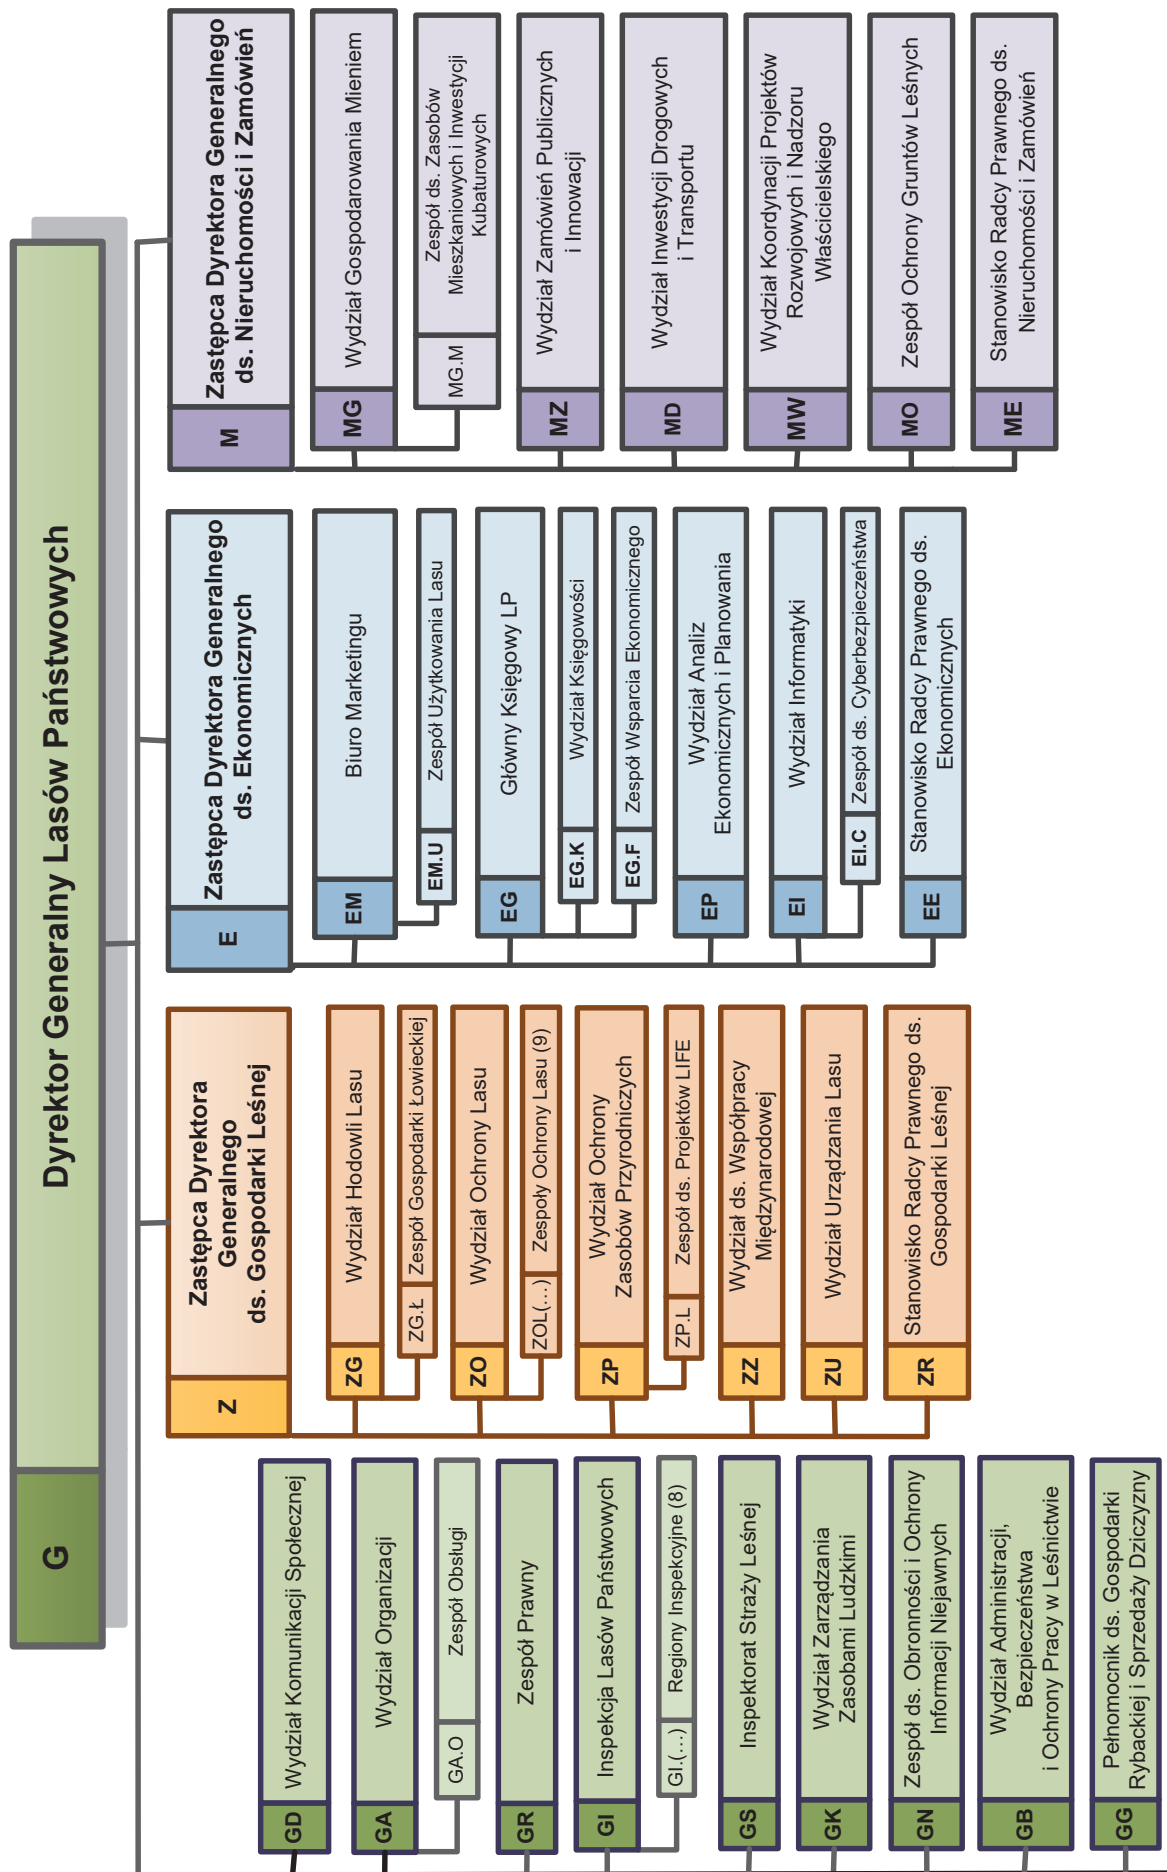 G
Dyrektor Generalny Lasów Państwowych
GD
Wydział Komunikacji Społecznej
GA
Wydział Organizacji
GA.O
Zespół Obsługi
GR
Zespół Prawny
GI
Inspekcja Lasów Państwowych
GI.(…)
Regiony Inspekcyjne (8)
GS
Inspektorat Straży Leśnej
GK
Wydział Zarządzania
Zasobami Ludzkimi
GN
Zespół ds. Obronności i Ochrony
Informacji Niejawnych
GB
Wydział Administracji,
Bezpieczeństwa
i Ochrony Pracy w Leśnictwie
GG
Pełnomocnik ds. Gospodarki
Rybackiej i Sprzedaży Dziczyzny
Z
Zastępca Dyrektora
Generalnego
ds. Gospodarki Leśnej
ZG
Wydział Hodowli Lasu
ZG.Ł
Zespół Gospodarki Łowieckiej
ZO
Wydział Ochrony Lasu
ZOL(…)
Zespoły Ochrony Lasu (9)
ZP
Wydział Ochrony
Zasobów Przyrodniczych
ZP.L
Zespół ds. Projektów LIFE
ZZ
Wydział ds. Współpracy
Międzynarodowej
ZU
Wydział Urządzania Lasu
ZR
Stanowisko Radcy Prawnego ds.
Gospodarki Leśnej
E
Zastępca Dyrektora Generalnego
ds. Ekonomicznych
EM
Biuro Marketingu
EM.U
Zespół Użytkowania Lasu
EG
Główny Księgowy LP
EG.K
Wydział Księgowości
EG.F
Zespół Wsparcia Ekonomicznego
EP
Wydział Analiz
Ekonomicznych i Planowania
EI
Wydział Informatyki
EI.C
Zespół ds. Cyberbezpieczeństwa
EE
Stanowisko Radcy Prawnego ds.
Ekonomicznych
M
Zastępca Dyrektora Generalnego
ds. Nieruchomości i Zamówień
MG
Wydział Gospodarowania Mieniem
MG.M
Zespół ds. Zasobów
Mieszkaniowych i Inwestycji
Kubaturowych
MZ
Wydział Zamówień Publicznych
i Innowacji
MD
Wydział Inwestycji Drogowych
i Transportu
MW
Wydział Koordynacji Projektów
Rozwojowych i Nadzoru
Właścicielskiego
MO
Zespół Ochrony Gruntów Leśnych
ME
Stanowisko Radcy Prawnego ds.
Nieruchomości i Zamówień